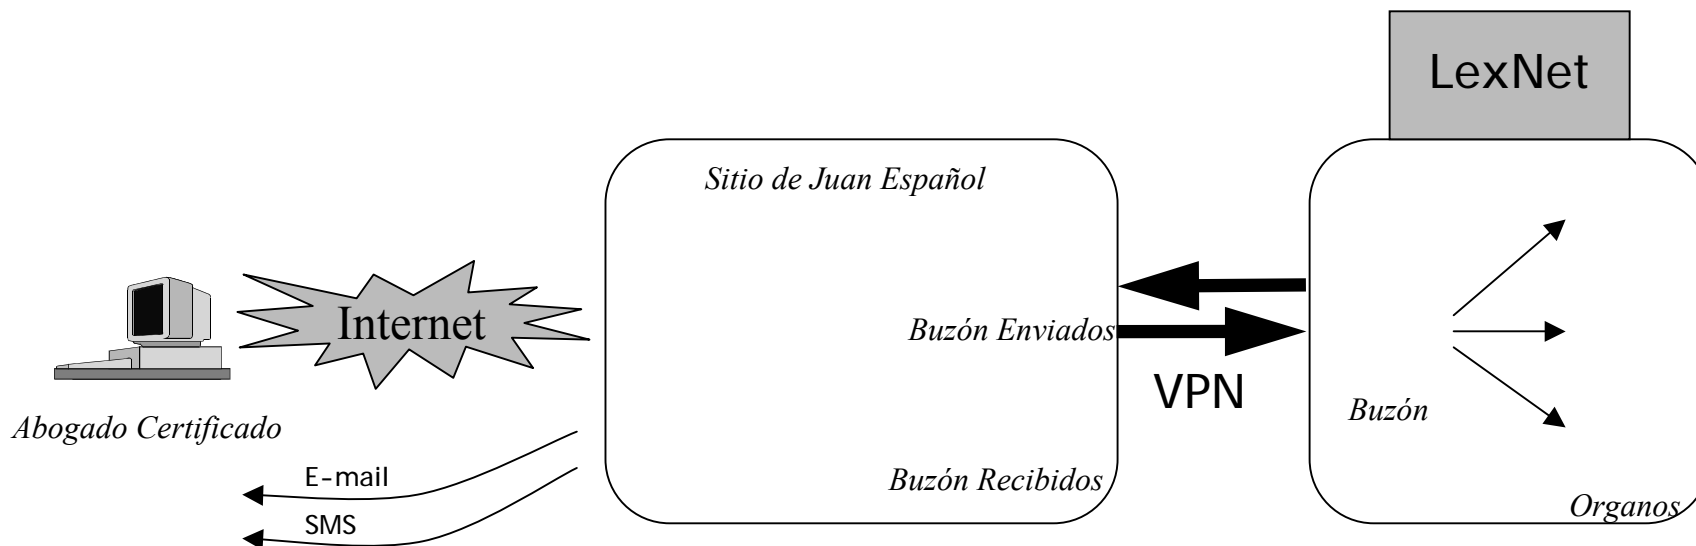 LexNet
Sitio de Juan Español
Internet
Buzón Enviados
VPN
Buzón
Abogado Certificado
E-mail
Buzón Recibidos
SMS
Organos